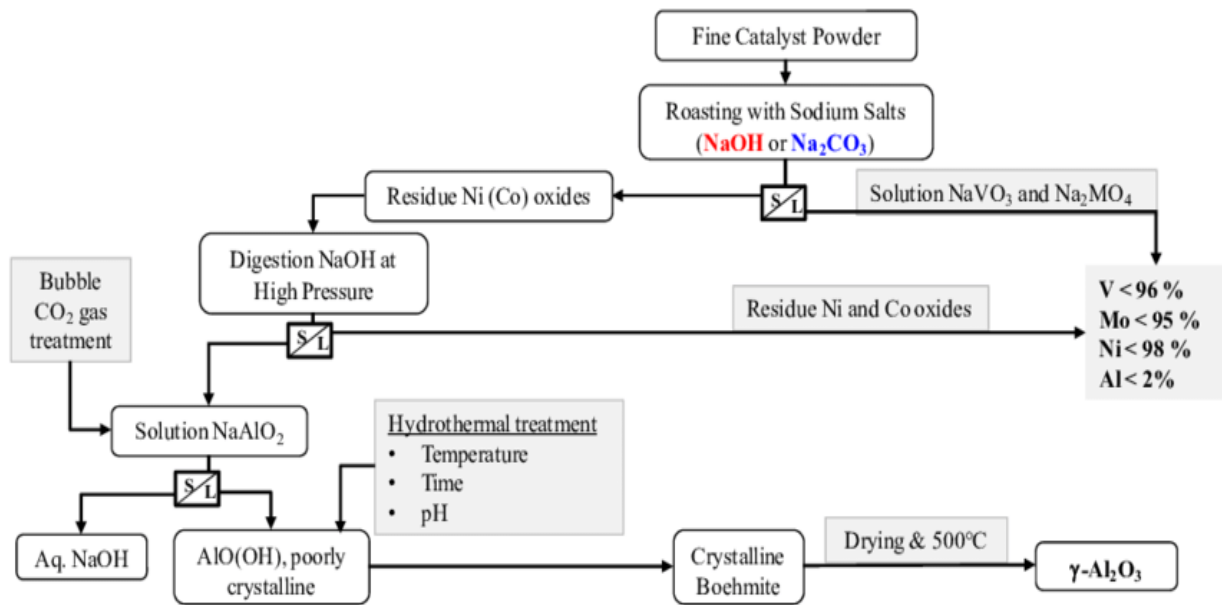 Fine Catalyst Powder
Roasting with Sodium Salts
(NaOH or Na₂CO₃)
Residue Ni (Co) oxides
S/L
Solution NaVO₃ and Na₂MO₄
Digestion NaOH at
High Pressure
Bubble
CO₂ gas
treatment
S/L
Residue Ni and Co oxides
V < 96 %
Mo < 95 %
Ni < 98 %
Al < 2%
Solution NaAlO₂
Hydrothermal treatment
• Temperature
• Time
• pH
S/L
Aq. NaOH
AlO(OH), poorly
crystalline
Crystalline
Boehmite
Drying & 500°C
γ-Al₂O₃